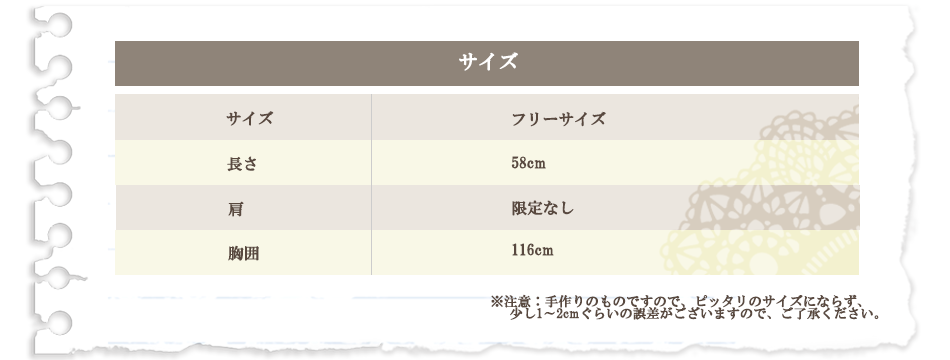 サイズ
サイズ フリーサイズ
長さ 58cm
肩 限定なし
胸囲 116cm
※注意：手作りのものですので、ピッタリのサイズにならず、
少し1～2cmぐらいの誤差がございますので、ご了承ください。